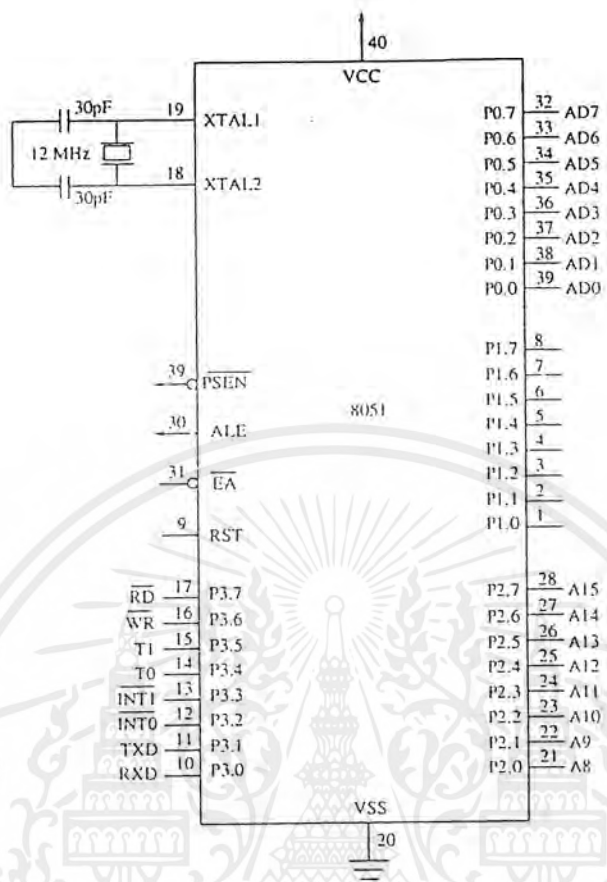 40
VCC
30pF
19 XTAL1
12 MHz
18 XTAL2
30pF
P0.7 32 AD7
P0.6 33 AD6
P0.5 34 AD5
P0.4 35 AD4
P0.3 36 AD3
P0.2 37 AD2
P0.1 38 AD1
P0.0 39 AD0
39 PSEN
30 ALE
31 EA
9 RST
8051
P1.7 8
P1.6 7
P1.5 6
P1.4 5
P1.3 4
P1.2 3
P1.1 2
P1.0 1
RD 17 P3.7
WR 16 P3.6
T1 15 P3.5
T0 14 P3.4
INT1 13 P3.3
INT0 12 P3.2
TXD 11 P3.1
RXD 10 P3.0
P2.7 28 A15
P2.6 27 A14
P2.5 26 A13
P2.4 25 A12
P2.3 24 A11
P2.2 23 A10
P2.1 22 A9
P2.0 21 A8
VSS
20